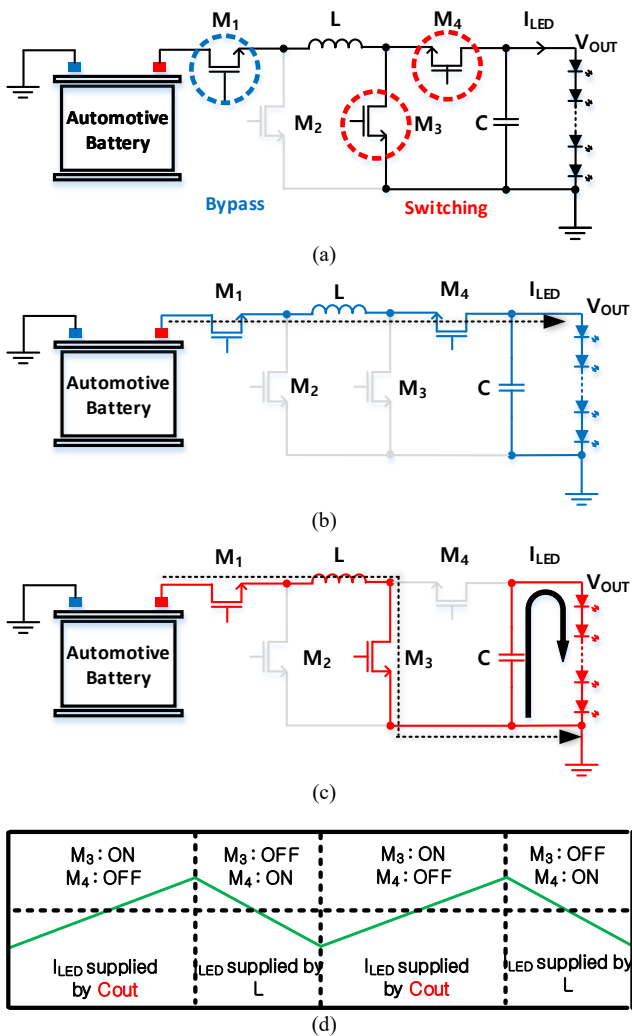 M1
L
M4
ILED
VOUT
Automotive
Battery
M2
M3
C
Bypass
Switching
(a)
M1
L
M4
ILED
VOUT
Automotive
Battery
M2
M3
C
(b)
M1
L
M4
ILED
VOUT
Automotive
Battery
M2
M3
C
(c)
M3: ON
M4: OFF
M3: OFF
M4: ON
M3: ON
M4: OFF
M3: OFF
M4: ON
ILED supplied
by Cout
ILED supplied by
L
ILED supplied
by Cout
ILED supplied by
L
(d)